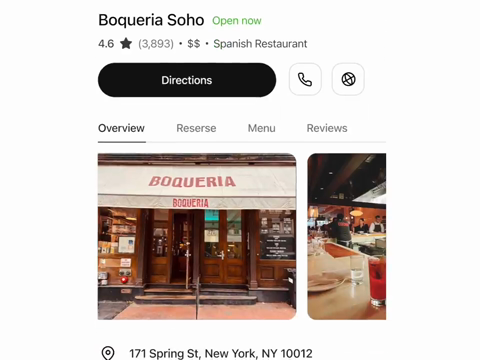 Boqueria Soho Open now
4.6 ★ (3,893) • $$ • Spanish Restaurant
Directions
Overview Reserse Menu Reviews
BOQUERIA
BOQUERIA
171 Spring St, New York, NY 10012